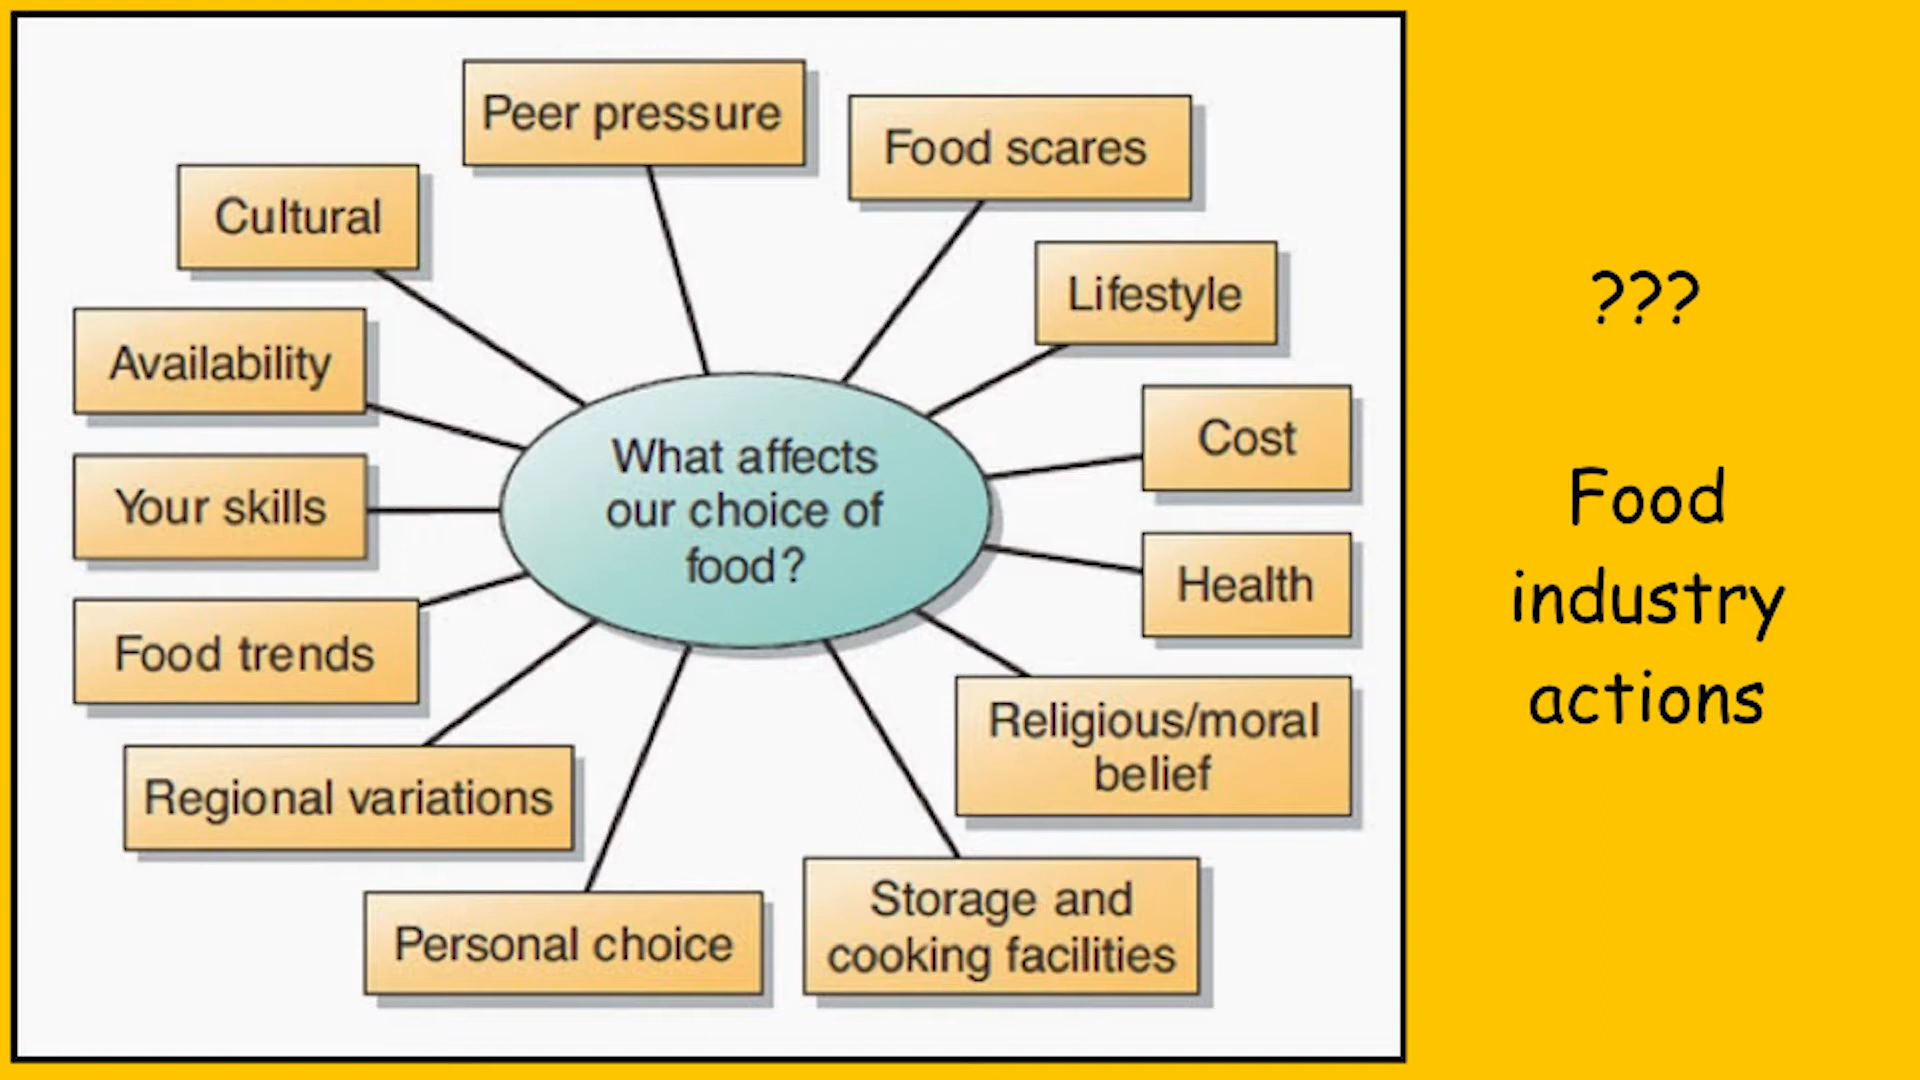 Peer pressure
Food scares
Cultural
Lifestyle
Availability
Cost
What affects
our choice of
food?
Your skills
Health
Food trends
Religious/moral
belief
Regional variations
Storage and
cooking facilities
Personal choice
???
Food
industry
actions